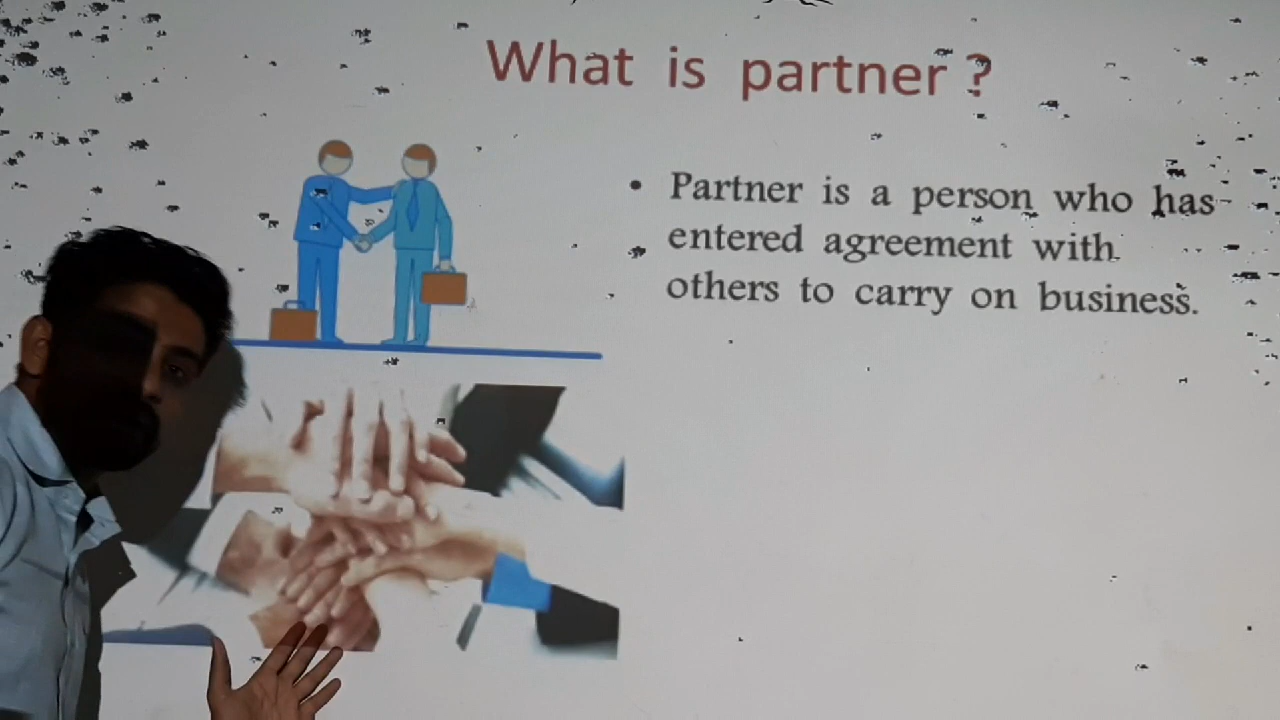 What is partner ?
• Partner is a person who has
entered agreement with
others to carry on business.